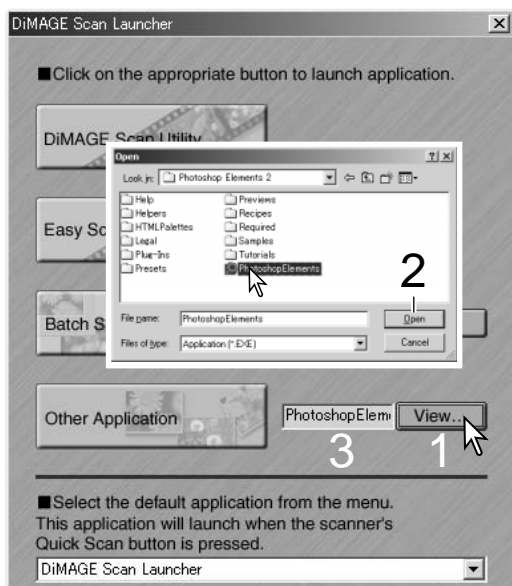 DiMAGE Scan Launcher
■Click on the appropriate button to launch application.
DiMAGE Scan Utility
Open
Look in: Photoshop Elements 2
Help
Helpers
HTMLPalettes
Legal
Plug-Ins
Presets
Previews
Recipes
Required
Samples
Tutorials
PhotoshopElements
2
File name: PhotoshopElements
Open
Files of type: Application (*.EXE)
Cancel
Easy Sc
Batch S
Other Application
PhotoshopElem
View...
3
1
■Select the default application from the menu.
This application will launch when the scanner's
Quick Scan button is pressed.
DiMAGE Scan Launcher